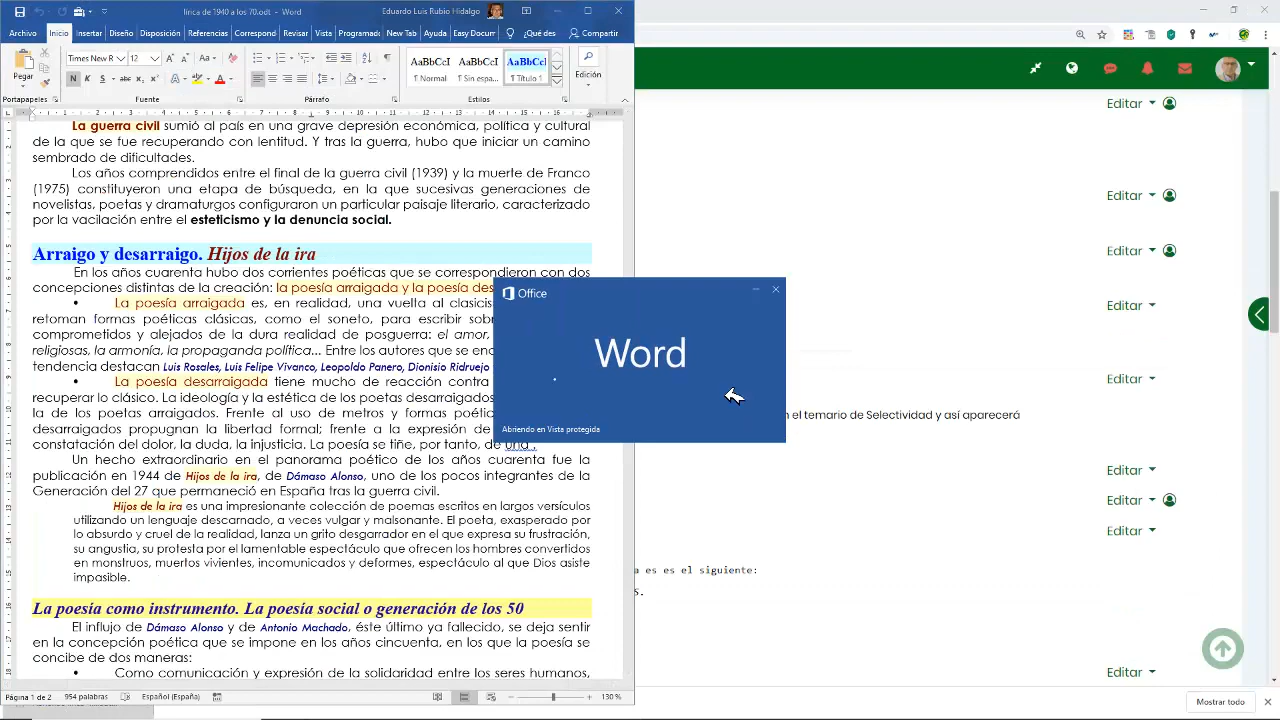 lírica de 1940 a los 70.odt - Word
Eduardo Luis Rubio Hidalgo
Archivo Inicio Insertar Diseño Disposición Referencias Correspond Revisar Vista Programado New Tab Ayuda Easy Docum ¿Qué des Compartir
Pegar
Times New R 12 Aa
N K S abc x₂ x² A
AaBbCcI AaBbCcI AaBbCc
¶ Normal ¶ Sin espa... ¶ Título 1
Edición
Portapapeles Fuente Párrafo Estilos
1 2 3 4 5 6 7 8 9 10 11 12 13 14 15 16
La guerra civil sumió al país en una grave depresión económica, política y cultural
de la que se fue recuperando con lentitud. Y tras la guerra, hubo que iniciar un camino
sembrado de dificultades.
Los años comprendidos entre el final de la guerra civil (1939) y la muerte de Franco
(1975) constituyeron una etapa de búsqueda, en la que sucesivas generaciones de
novelistas, poetas y dramaturgos configuraron un particular paisaje literario, caracterizado
por la vacilación entre el esteticismo y la denuncia social.
Arraigo y desarraigo. Hijos de la ira
En los años cuarenta hubo dos corrientes poéticas que se correspondieron con dos
concepciones distintas de la creación: la poesía arraigada y la poesía des
• La poesía arraigada es, en realidad, una vuelta al clasicis
retoman formas poéticas clásicas, como el soneto, para escribir sob
comprometidos y alejados de la dura realidad de posguerra: el amor,
religiosas, la armonía, la propaganda política... Entre los autores que se enc
tendencia destacan Luis Rosales, Luis Felipe Vivanco, Leopoldo Panero, Dionisio Ridruejo
• La poesía desarraigada tiene mucho de reacción contra
recuperar lo clásico. La ideología y la estética de los poetas desarraigados
la de los poetas arraigados. Frente al uso de metros y formas poétic
desarraigados propugnan la libertad formal; frente a la expresión de
constatación del dolor, la duda, la injusticia. La poesía se tiñe, por tanto, de una .
Un hecho extraordinario en el panorama poético de los años cuarenta fue la
publicación en 1944 de Hijos de la ira, de Dámaso Alonso, uno de los pocos integrantes de la
Generación del 27 que permaneció en España tras la guerra civil.
Hijos de la ira es una impresionante colección de poemas escritos en largos versículos
utilizando un lenguaje descarnado, a veces vulgar y malsonante. El poeta, exasperado por
lo absurdo y cruel de la realidad, lanza un grito desgarrador en el que expresa su frustración,
su angustia, su protesta por el lamentable espectáculo que ofrecen los hombres convertidos
en monstruos, muertos vivientes, incomunicados y deformes, espectáculo al que Dios asiste
impasible.
La poesía como instrumento. La poesía social o generación de los 50
El influjo de Dámaso Alonso y de Antonio Machado, éste último ya fallecido, se deja sentir
en la concepción poética que se impone en los años cincuenta, en los que la poesía se
concibe de dos maneras:
• Como comunicación y expresión de la solidaridad entre los seres humanos,
Página 1 de 2 954 palabras Español (España) 130 %
Office
Word
Abriendo en Vista protegida
Editar
Editar
Editar
Editar
Editar
n el temario de Selectividad y así aparecerá
Editar
Editar
Editar
a es es el siguiente:
s.
Editar
Mostrar todo